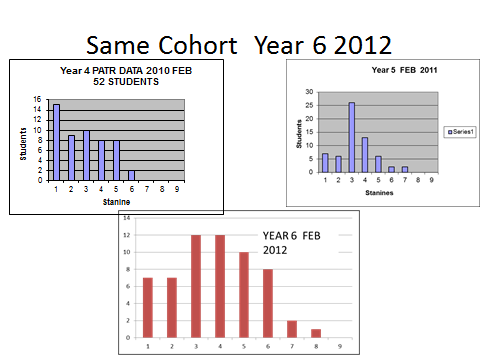 Same Cohort Year 6 2012
Year 4 PATR DATA 2010 FEB
52 STUDENTS
16
14
12
10
8
6
4
2
0
Students
1 2 3 4 5 6 7 8 9
Stanine
Year 5 FEB 2011
30
25
20
15
10
5
0
Students
1 2 3 4 5 6 7 8 9
Stanines
Series1
YEAR 6 FEB
2012
14
12
10
8
6
4
2
0
1 2 3 4 5 6 7 8 9